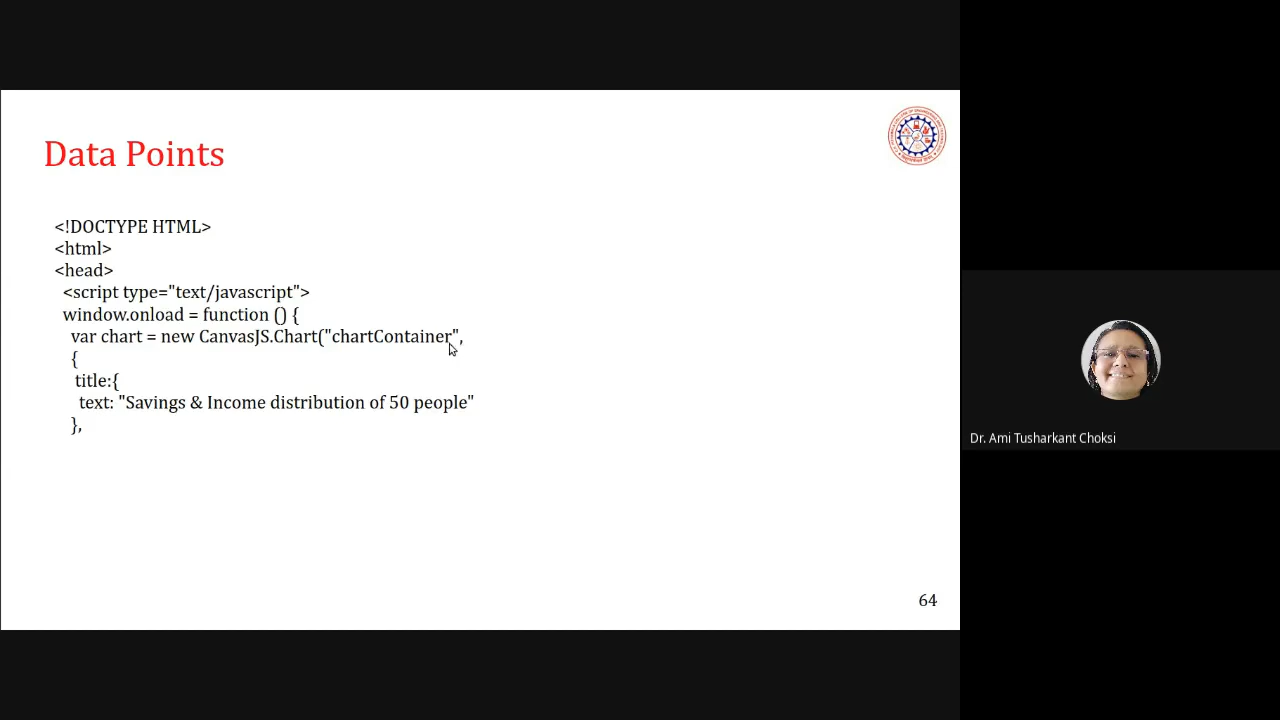 Data Points
<!DOCTYPE HTML>
<html>
<head>
<script type="text/javascript">
window.onload = function () {
var chart = new CanvasJS.Chart("chartContainer",
{
title:{
text: "Savings & Income distribution of 50 people"
},
64
Dr. Ami Tusharkant Choksi